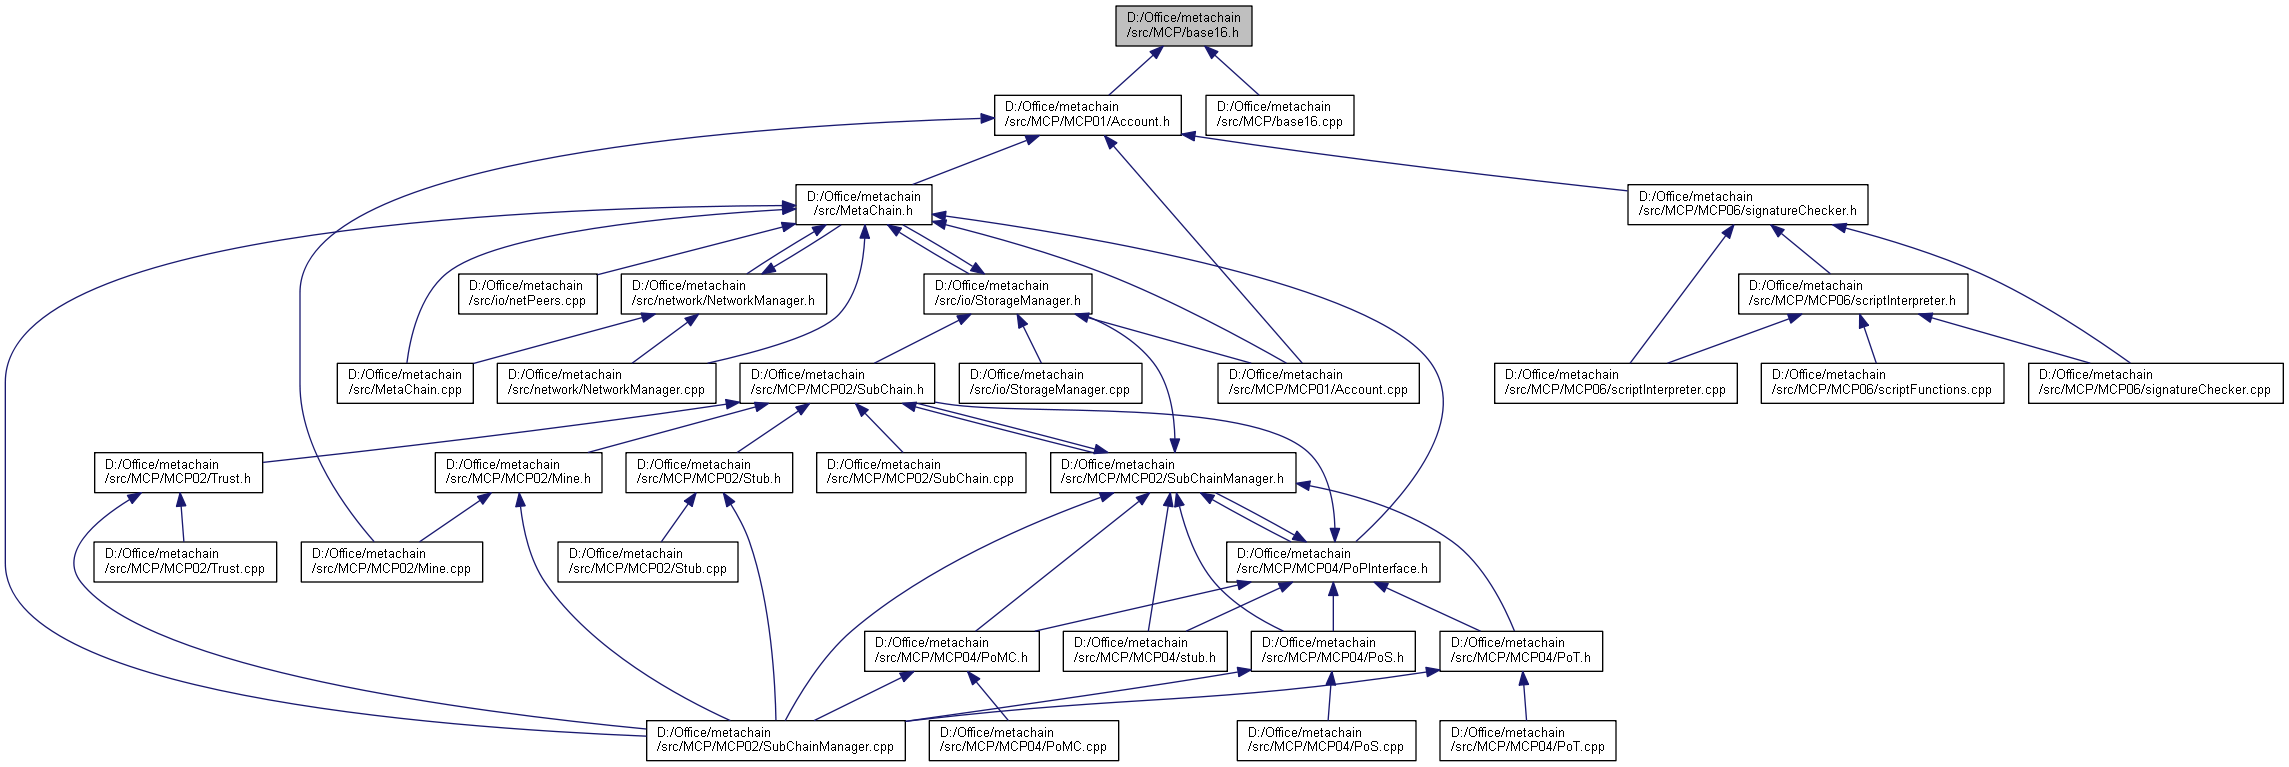 D:/Office/metachain
/src/MCP/base16.h
D:/Office/metachain
/src/MCP/MCP01/Account.h
D:/Office/metachain
/src/MCP/base16.cpp
D:/Office/metachain
/src/MetaChain.h
D:/Office/metachain
/src/MCP/MCP06/signatureChecker.h
D:/Office/metachain
/src/io/netPeers.cpp
D:/Office/metachain
/src/network/NetworkManager.h
D:/Office/metachain
/src/io/StorageManager.h
D:/Office/metachain
/src/MCP/MCP06/scriptInterpreter.h
D:/Office/metachain
/src/MetaChain.cpp
D:/Office/metachain
/src/network/NetworkManager.cpp
D:/Office/metachain
/src/MCP/MCP02/SubChain.h
D:/Office/metachain
/src/io/StorageManager.cpp
D:/Office/metachain
/src/MCP/MCP01/Account.cpp
D:/Office/metachain
/src/MCP/MCP06/scriptInterpreter.cpp
D:/Office/metachain
/src/MCP/MCP06/scriptFunctions.cpp
D:/Office/metachain
/src/MCP/MCP06/signatureChecker.cpp
D:/Office/metachain
/src/MCP/MCP02/Trust.h
D:/Office/metachain
/src/MCP/MCP02/Mine.h
D:/Office/metachain
/src/MCP/MCP02/Stub.h
D:/Office/metachain
/src/MCP/MCP02/SubChain.cpp
D:/Office/metachain
/src/MCP/MCP02/SubChainManager.h
D:/Office/metachain
/src/MCP/MCP02/Trust.cpp
D:/Office/metachain
/src/MCP/MCP02/Mine.cpp
D:/Office/metachain
/src/MCP/MCP02/Stub.cpp
D:/Office/metachain
/src/MCP/MCP04/PoPInterface.h
D:/Office/metachain
/src/MCP/MCP04/PoMC.h
D:/Office/metachain
/src/MCP/MCP04/stub.h
D:/Office/metachain
/src/MCP/MCP04/PoS.h
D:/Office/metachain
/src/MCP/MCP04/PoT.h
D:/Office/metachain
/src/MCP/MCP02/SubChainManager.cpp
D:/Office/metachain
/src/MCP/MCP04/PoMC.cpp
D:/Office/metachain
/src/MCP/MCP04/PoS.cpp
D:/Office/metachain
/src/MCP/MCP04/PoT.cpp